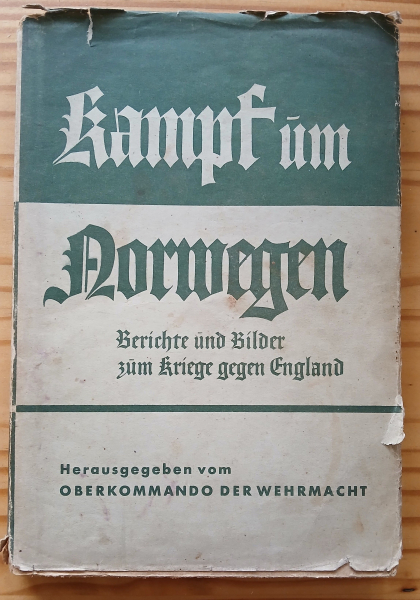 Kampf um
Norwegen
Berichte und Bilder
zum Kriege gegen England
Herausgegeben vom
OBERKOMMANDO DER WEHRMACHT